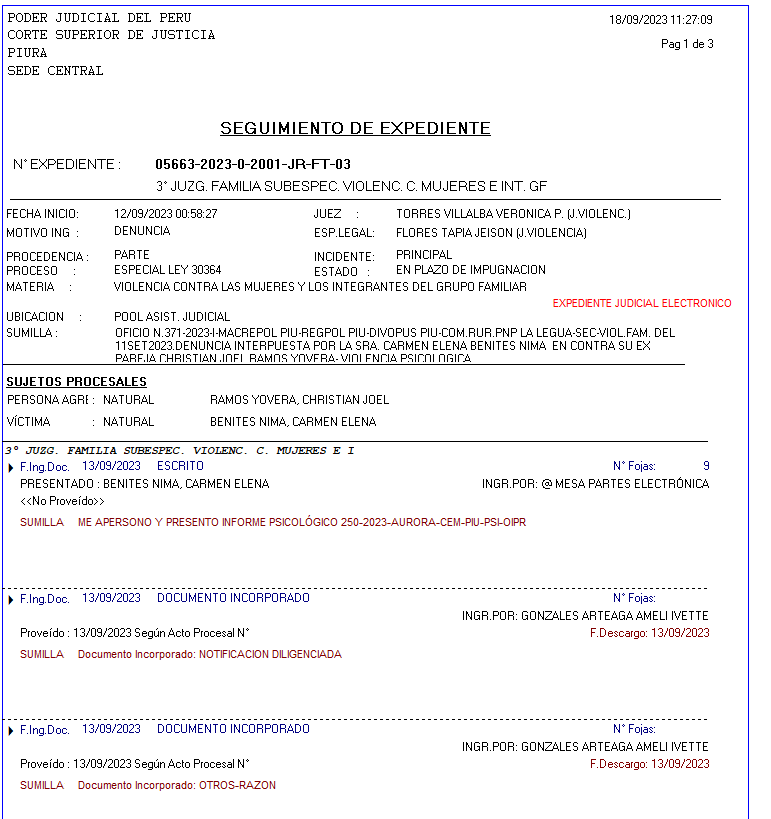 PODER JUDICIAL DEL PERU
18/09/2023 11:27:09
CORTE SUPERIOR DE JUSTICIA
Pag 1 de 3
PIURA
SEDE CENTRAL
SEGUIMIENTO DE EXPEDIENTE
N° EXPEDIENTE : 05663-2023-0-2001-JR-FT-03
3° JUZG. FAMILIA SUBESPEC. VIOLENC. C. MUJERES E INT. GF
FECHA INICIO: 12/09/2023 00:58:27 JUEZ : TORRES VILLALBA VERONICA P. (J.VIOLENC.)
MOTIVO ING : DENUNCIA ESP.LEGAL: FLORES TAPIA JEISON (J.VIOLENCIA)
PROCEDENCIA : PARTE INCIDENTE: PRINCIPAL
PROCESO : ESPECIAL LEY 30364 ESTADO : EN PLAZO DE IMPUGNACION
MATERIA : VIOLENCIA CONTRA LAS MUJERES Y LOS INTEGRANTES DEL GRUPO FAMILIAR
EXPEDIENTE JUDICIAL ELECTRONICO
UBICACION : POOL ASIST. JUDICIAL
SUMILLA : OFICIO N.371-2023-I-MACREPOL PIU-REGPOL PIU-DIVOPUS PIU-COM.RUR.PNP LA LEGUA-SEC-VIOL.FAM. DEL
11SET2023.DENUNCIA INTERPUESTA POR LA SRA. CARMEN ELENA BENITES NIMA EN CONTRA SU EX
PAREJA CHRISTIAN JOEL RAMOS YOVERA- VIOLENCIA PSICOLOGICA
SUJETOS PROCESALES
PERSONA AGRE : NATURAL RAMOS YOVERA, CHRISTIAN JOEL
VÍCTIMA : NATURAL BENITES NIMA, CARMEN ELENA
3° JUZG. FAMILIA SUBESPEC. VIOLENC. C. MUJERES E I
F.Ing.Doc. 13/09/2023 ESCRITO N° Fojas: 9
PRESENTADO : BENITES NIMA, CARMEN ELENA INGR.POR: @ MESA PARTES ELECTRÓNICA
<<No Proveído>>
SUMILLA ME APERSONO Y PRESENTO INFORME PSICOLÓGICO 250-2023-AURORA-CEM-PIU-PSI-OIPR
F.Ing.Doc. 13/09/2023 DOCUMENTO INCORPORADO N° Fojas:
INGR.POR: GONZALES ARTEAGA AMELI IVETTE
Proveído : 13/09/2023 Según Acto Procesal N° F.Descargo: 13/09/2023
SUMILLA Documento Incorporado: NOTIFICACION DILIGENCIADA
F.Ing.Doc. 13/09/2023 DOCUMENTO INCORPORADO N° Fojas:
INGR.POR: GONZALES ARTEAGA AMELI IVETTE
Proveído : 13/09/2023 Según Acto Procesal N° F.Descargo: 13/09/2023
SUMILLA Documento Incorporado: OTROS-RAZON